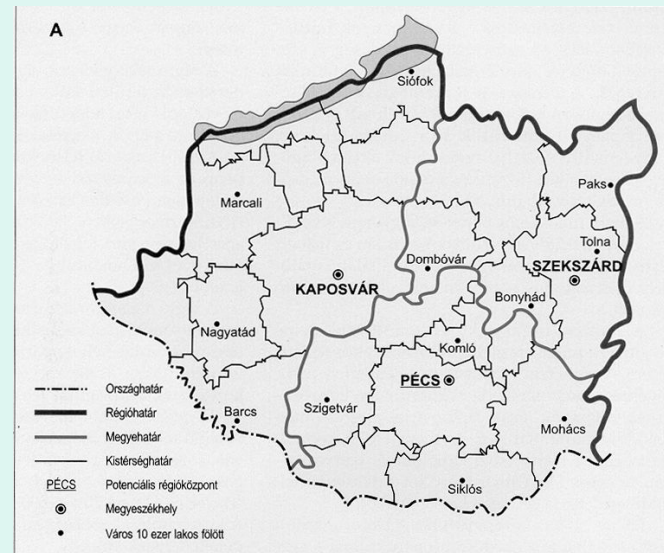 A
Siófok
Marcali
Paks
Tolna
Dombóvár
SZEKSZÁRD
KAPOSVÁR
Bonyhád
Nagyatád
Komló
PÉCS
Szigetvár
Barcs
Mohács
Siklós
Országhatár
Régióhatár
Megyehatár
Kistérséghatár
PÉCS Potenciális régióközpont
Megyeszékhely
Város 10 ezer lakos fölött